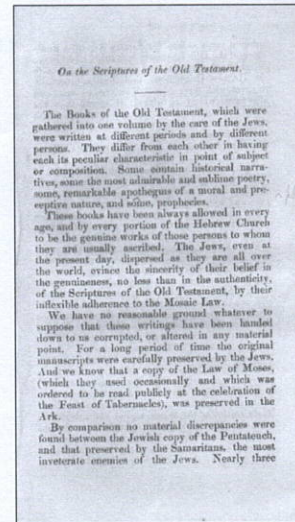 On the Scriptures of the Old Testament.
The Books of the Old Testament, which were
gathered into one volume by the care of the Jews,
were written at different periods and by different
persons. They differ from each other in having
each its peculiar characteristic in point of subject
or composition. Some contain historical narra-
tives, some the most admirable and sublime poetry,
some, remarkable apothegms of a moral and pre-
ceptive nature, and some, prophecies.
These books have been always allowed in every
age, and by every portion of the Hebrew Church
to be the genuine works of those persons to whom
they are usually ascribed. The Jews, even at
the present day, dispersed as they are all over
the world, evince the sincerity of their belief in
the genuineness, no less than in the authenticity,
of the Scriptures of the Old Testament, by their
inflexible adherence to the Mosaic Law.
We have no reasonable ground whatever to
suppose that these writings have been handed
down to us corrupted, or altered in any material
point. For a long period of time the original
manuscripts were carefully preserved by the Jews.
And we know that a copy of the Law of Moses,
(which they used occasionally and which was
ordered to be read publicly at the celebration of
the Feast of Tabernacles), was preserved in the
Ark.
By comparison no material discrepancies were
found between the Jewish copy of the Pentateuch,
and that preserved by the Samaritans, the most
inveterate enemies of the Jews. Nearly three